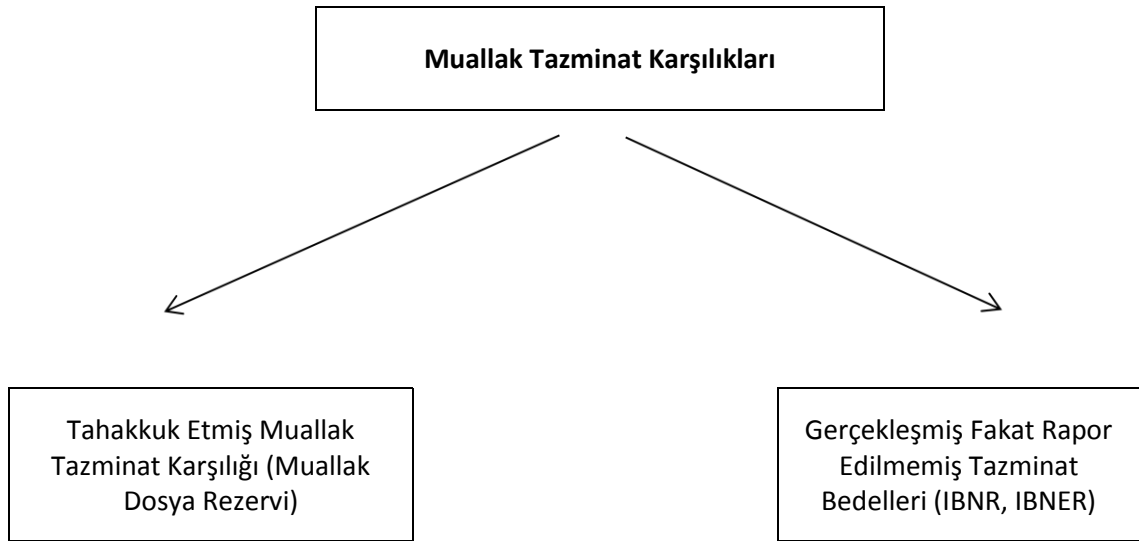 Muallak Tazminat Karşılıkları
Tahakkuk Etmiş Muallak
Tazminat Karşılığı (Muallak
Dosya Rezervi)
Gerçekleşmiş Fakat Rapor
Edilmemiş Tazminat
Bedelleri (IBNR, IBNER)